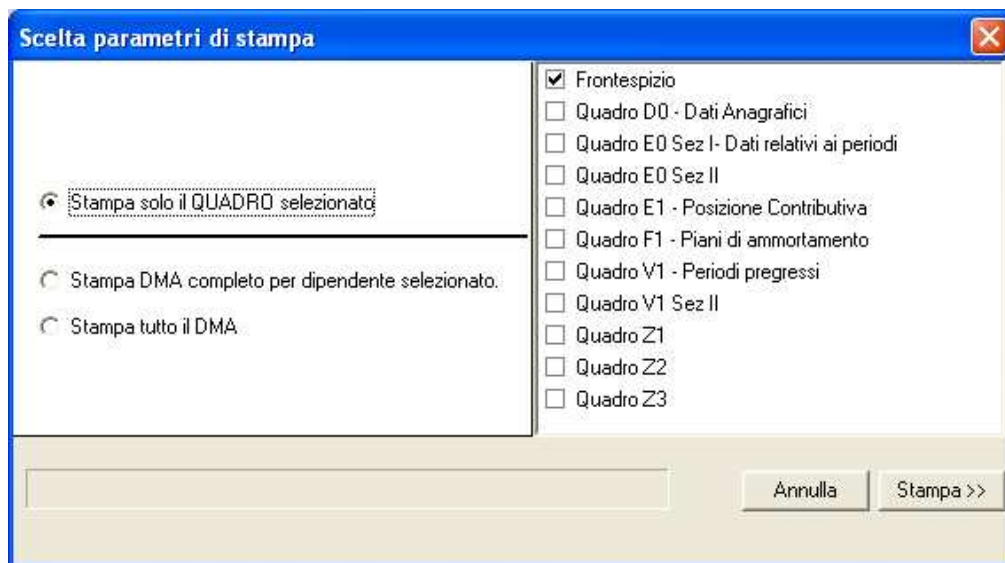 Scelta parametri di stampa
Stampa solo il QUADRO selezionato
Stampa DMA completo per dipendente selezionato.
Stampa tutto il DMA
Frontespizio
Quadro D0 - Dati Anagrafici
Quadro E0 Sez I- Dati relativi ai periodi
Quadro E0 Sez II
Quadro E1 - Posizione Contributiva
Quadro F1 - Piani di ammortamento
Quadro V1 - Periodi pregressi
Quadro V1 Sez II
Quadro Z1
Quadro Z2
Quadro Z3
Annulla
Stampa >>